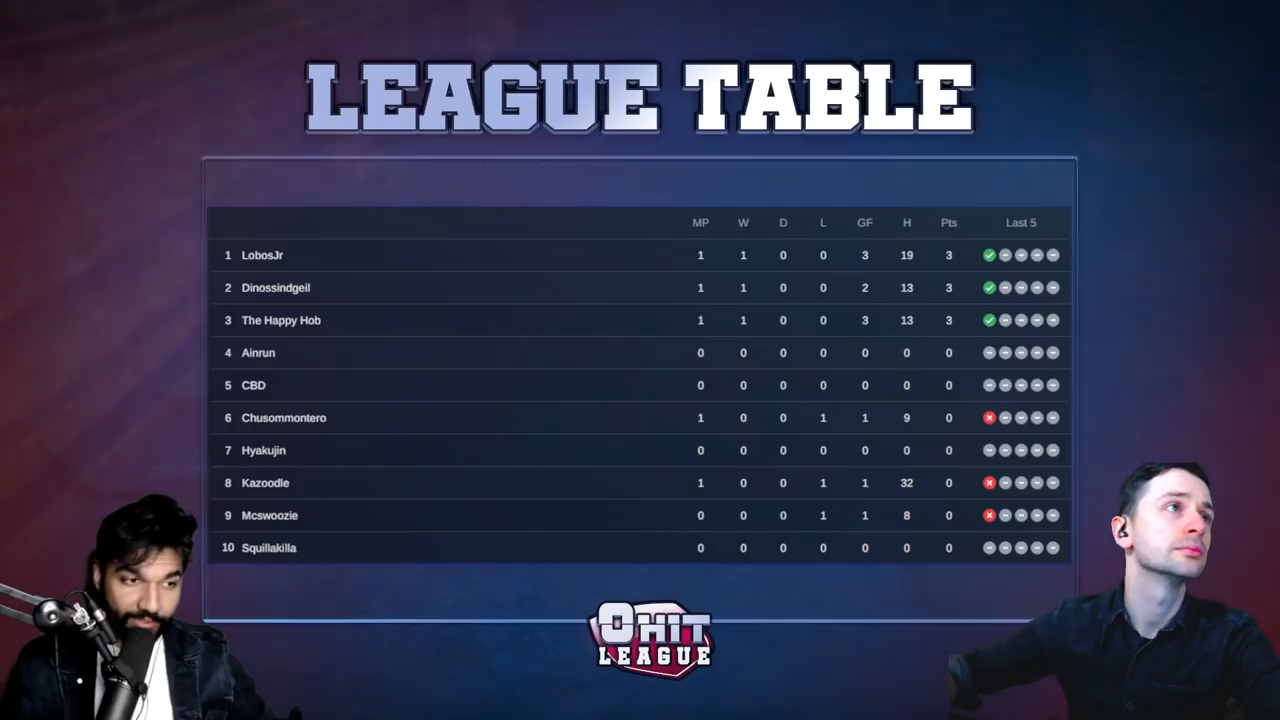 LEAGUE TABLE
MP W D L GF H Pts Last 5
1 LobosJr 1 1 0 0 3 19 3
2 Dinossindgeil 1 1 0 0 2 13 3
3 The Happy Hob 1 1 0 0 3 13 3
4 Ainrun 0 0 0 0 0 0 0
5 CBD 0 0 0 0 0 0 0
6 Chusommontero 1 0 0 1 1 9 0
7 Hyakujin 0 0 0 0 0 0 0
8 Kazoodle 1 0 0 1 1 32 0
9 Mcswoozie 0 0 0 1 1 8 0
10 Squillakilla 0 0 0 0 0 0 0
0HIT
LEAGUE